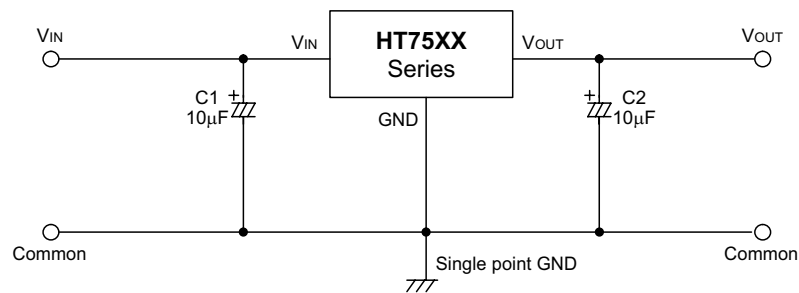 VIN
VIN
HT75XX
Series
VOUT
VOUT
+
C1
10µF
GND
+
C2
10µF
Common
Single point GND
Common